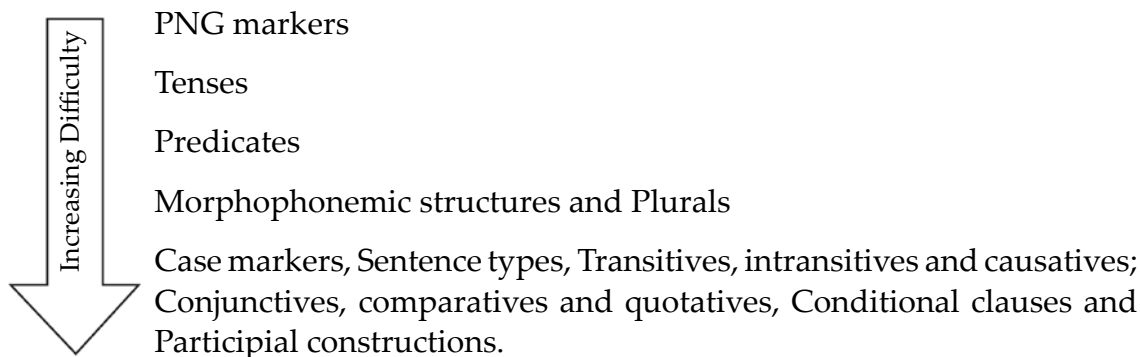 Increasing Difficulty
PNG markers
Tenses
Predicates
Morphophonemic structures and Plurals
Case markers, Sentence types, Transitives, intransitives and causatives;
Conjunctives, comparatives and quotatives, Conditional clauses and
Participial constructions.